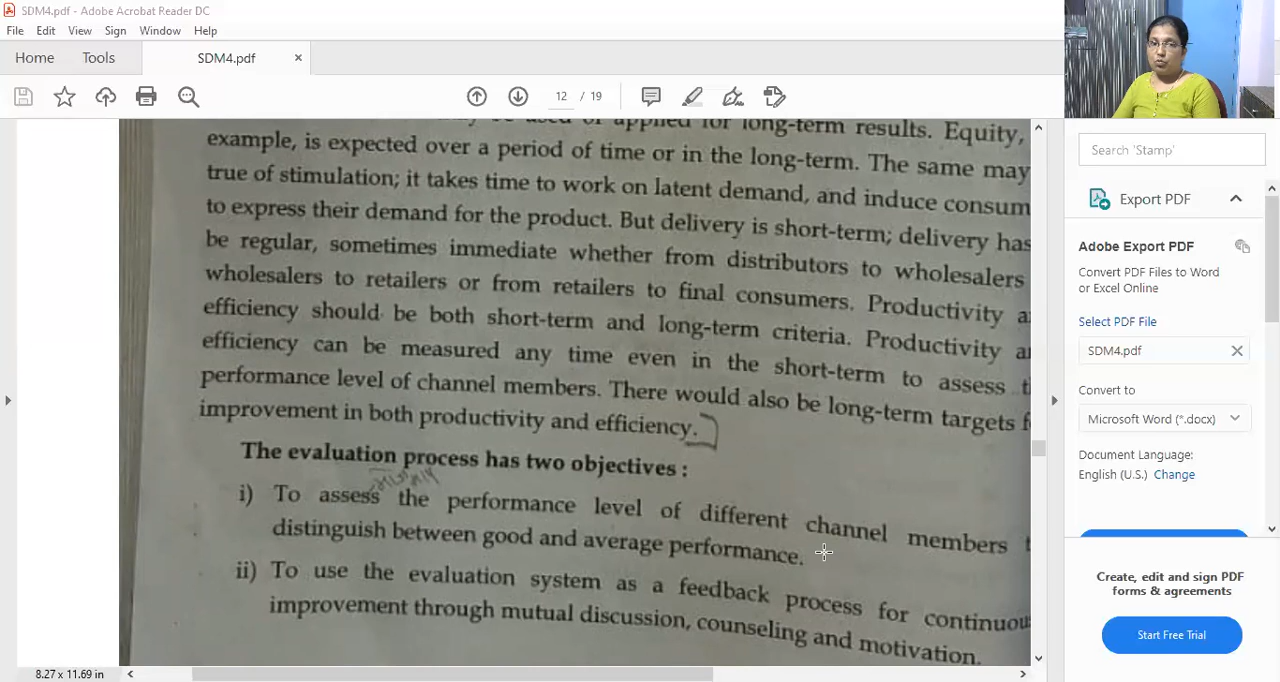 SDM4.pdf - Adobe Acrobat Reader DC
File Edit View Sign Window Help
Home Tools SDM4.pdf ×
12 / 19
long-term results. Equity,
example, is expected over a period of time or in the long-term. The same may
true of stimulation; it takes time to work on latent demand, and induce consum
to express their demand for the product. But delivery is short-term; delivery has
be regular, sometimes immediate whether from distributors to wholesalers
wholesalers to retailers or from retailers to final consumers. Productivity a
efficiency should be both short-term and long-term criteria. Productivity a
efficiency can be measured any time even in the short-term to assess t
performance level of channel members. There would also be long-term targets f
improvement in both productivity and efficiency.
The evaluation process has two objectives :
i) To assess the performance level of different channel members t
distinguish between good and average performance.
ii) To use the evaluation system as a feedback process for continuou
improvement through mutual discussion, counseling and motivation.
8.27 x 11.69 in
Search 'Stamp'
Export PDF
Adobe Export PDF
Convert PDF Files to Word
or Excel Online
Select PDF File
SDM4.pdf
Convert to
Microsoft Word (*.docx)
Document Language:
English (U.S.) Change
Create, edit and sign PDF
forms & agreements
Start Free Trial